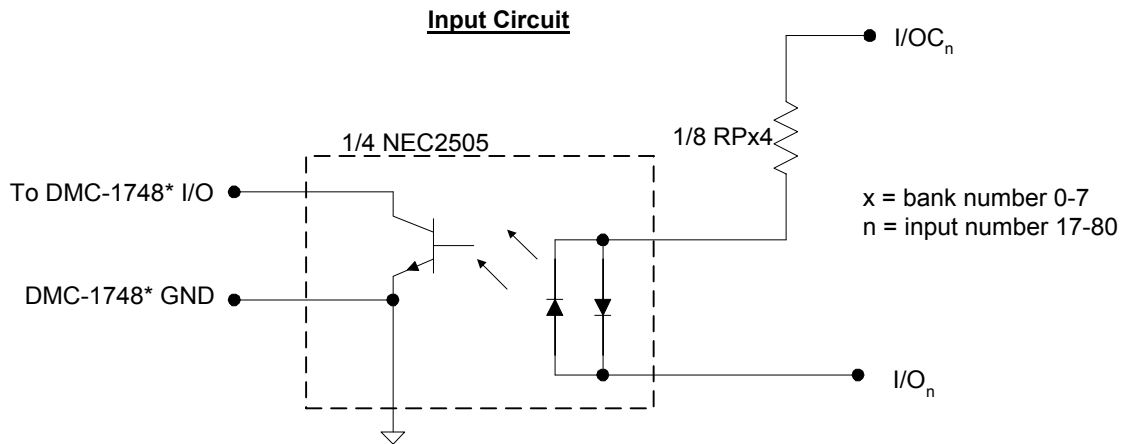 Input Circuit
I/OCn
1/4 NEC2505
1/8 RPx4
To DMC-1748* I/O
x = bank number 0-7
n = input number 17-80
DMC-1748* GND
I/On